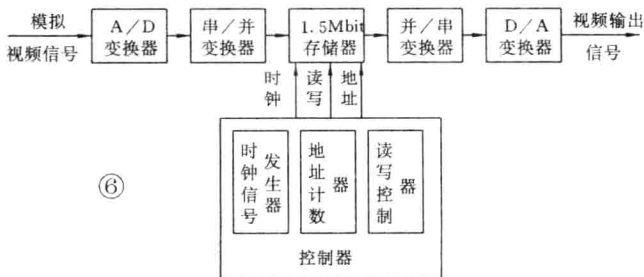 模拟
视频信号
A/D
变换器
串/并
变换器
1.5Mbit
存储器
并/串
变换器
D/A
变换器
视频输出
信号
时钟
读写
地址
时钟信号
发生器
地址计数
器
读写控制
器
控制器
⑥